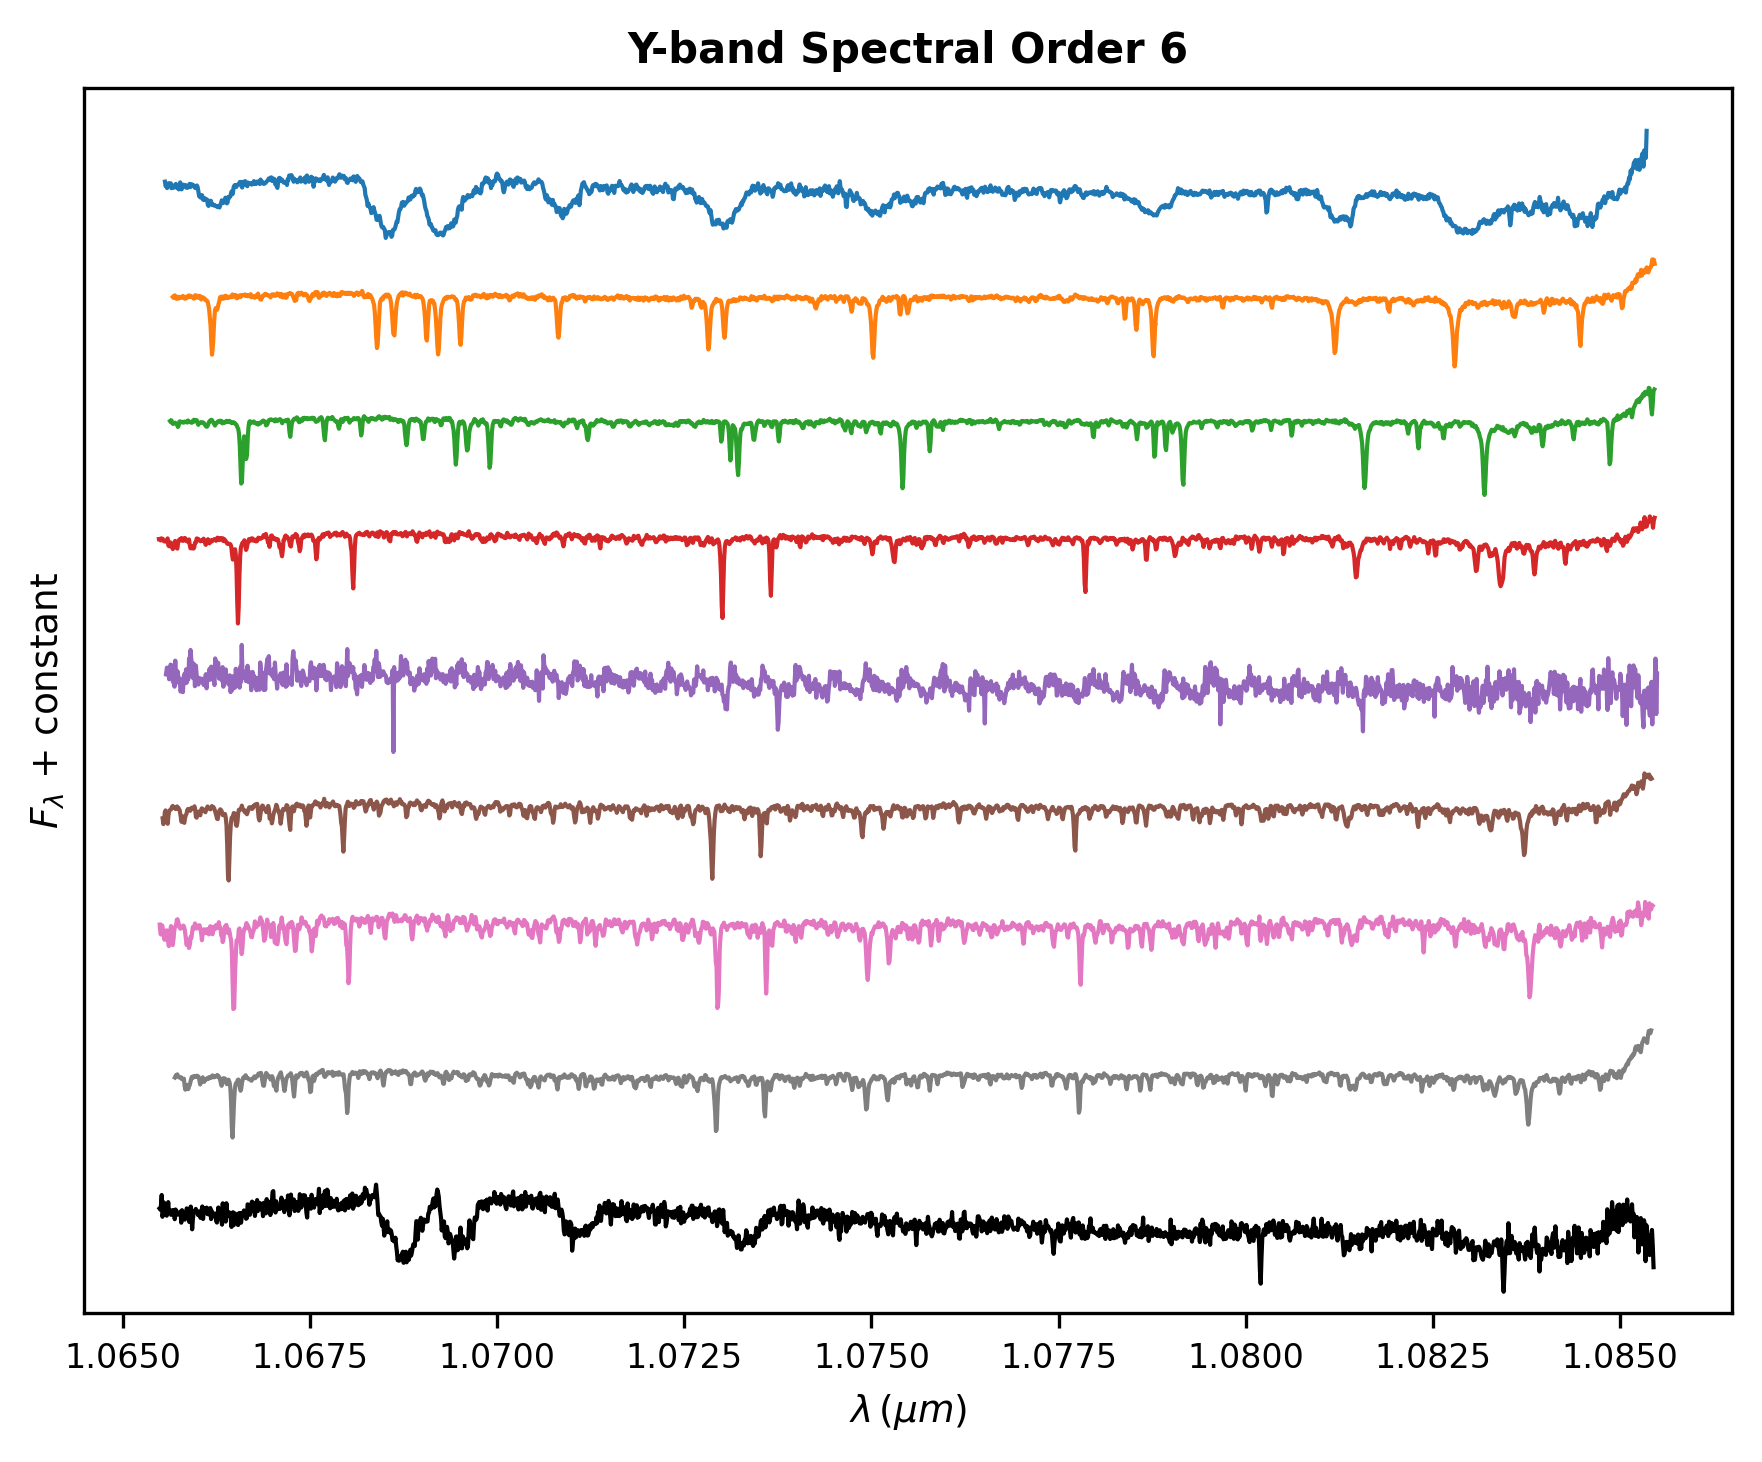 Y-band Spectral Order 6
F_λ + constant
1.0650 1.0675 1.0700 1.0725 1.0750 1.0775 1.0800 1.0825 1.0850
λ (μm)